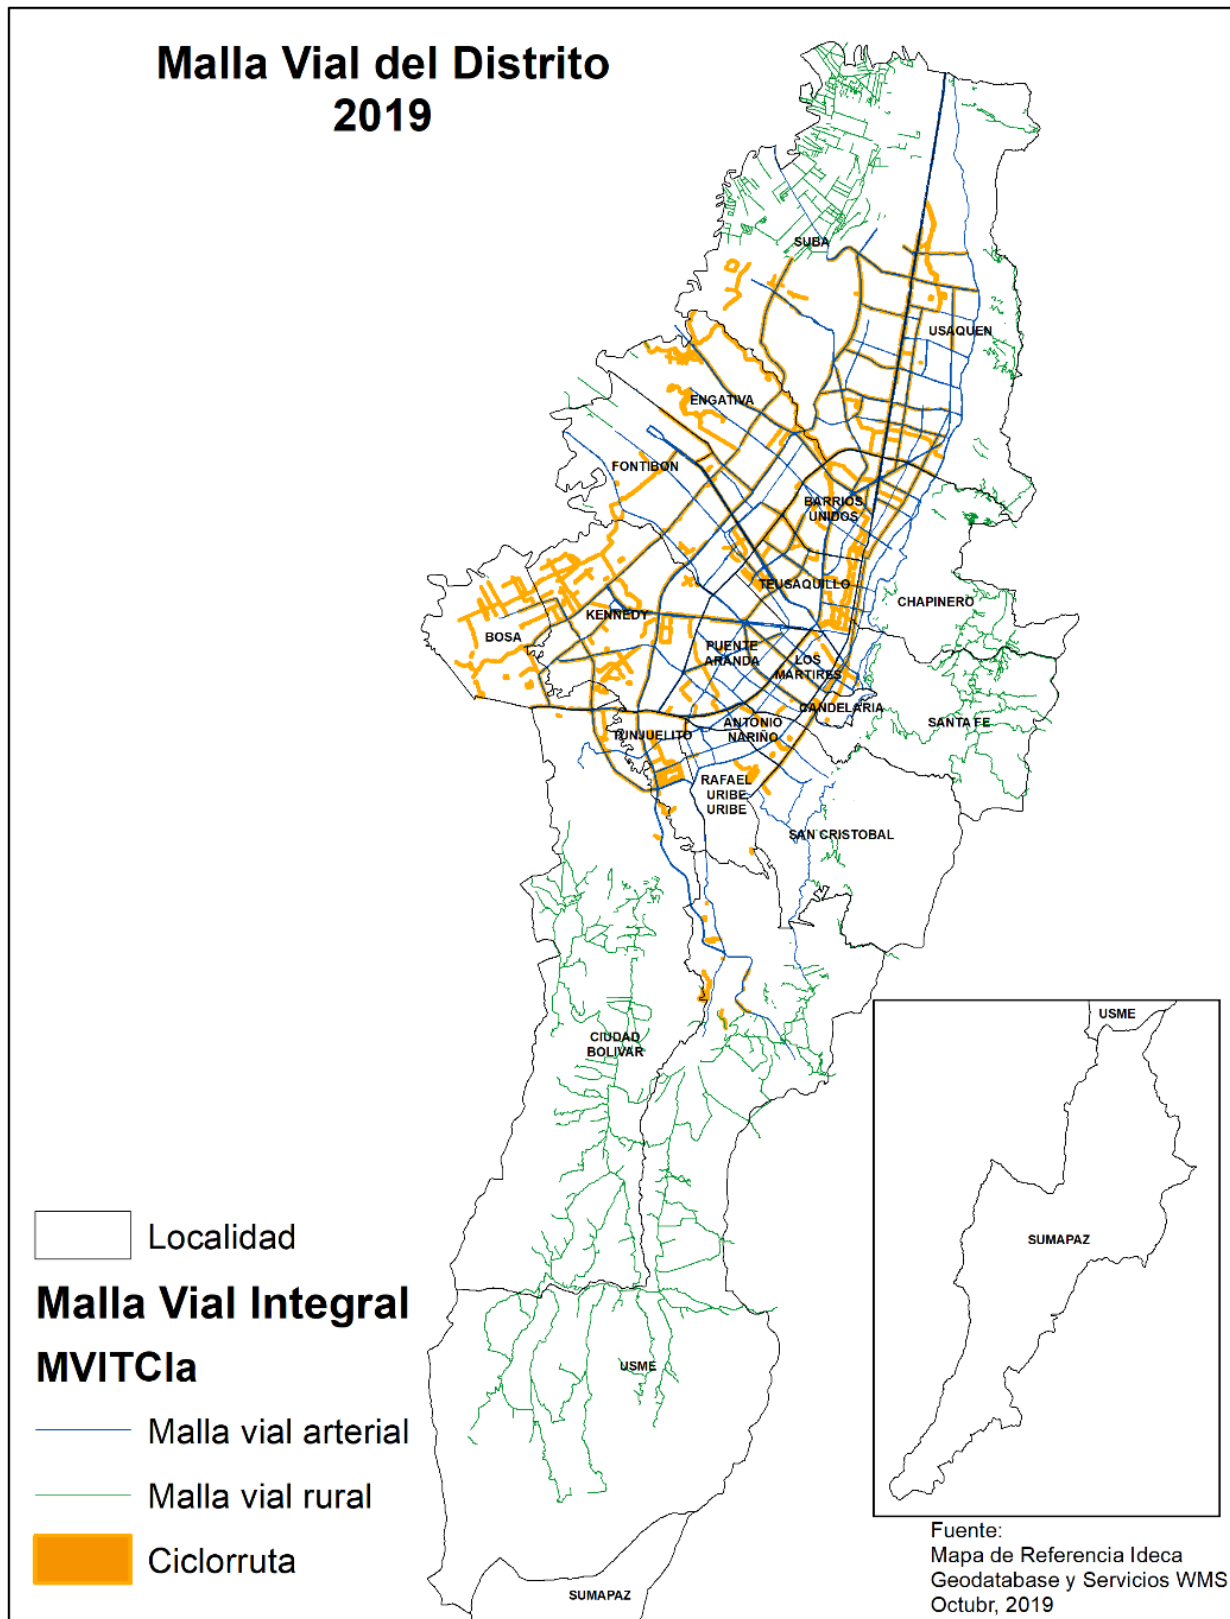 Malla Vial del Distrito
2019
SUBA
USAQUEN
ENGATIVA
FONTIBON
BARRIOS
UNIDOS
TEUSAQUILLO
CHAPINERO
KENNEDY
BOSA
PUENTE
ARANDA
LOS
MARTIRES
CANDELARIA
SANTA FE
ANTONIO
NARIÑO
TUNJUELITO
RAFAEL
URIBE
URIBE
SAN CRISTOBAL
CIUDAD
BOLIVAR
USME
SUMAPAZ
USME
SUMAPAZ
Localidad
Malla Vial Integral
MVITCla
Malla vial arterial
Malla vial rural
Ciclorruta
Fuente:
Mapa de Referencia Ideca
Geodatabase y Servicios WMS
Octubr, 2019